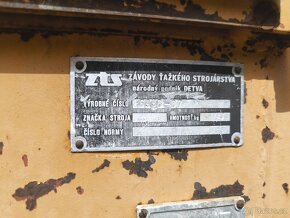 zts ZÁVODY ŤAŽKÉHO STROJÁRSTVA
národný podnik DETVA
VÝROBNÉ ČÍSLO
ZNAČKA STROJA HMOTNOSŤ kg
ČÍSLO NORMY